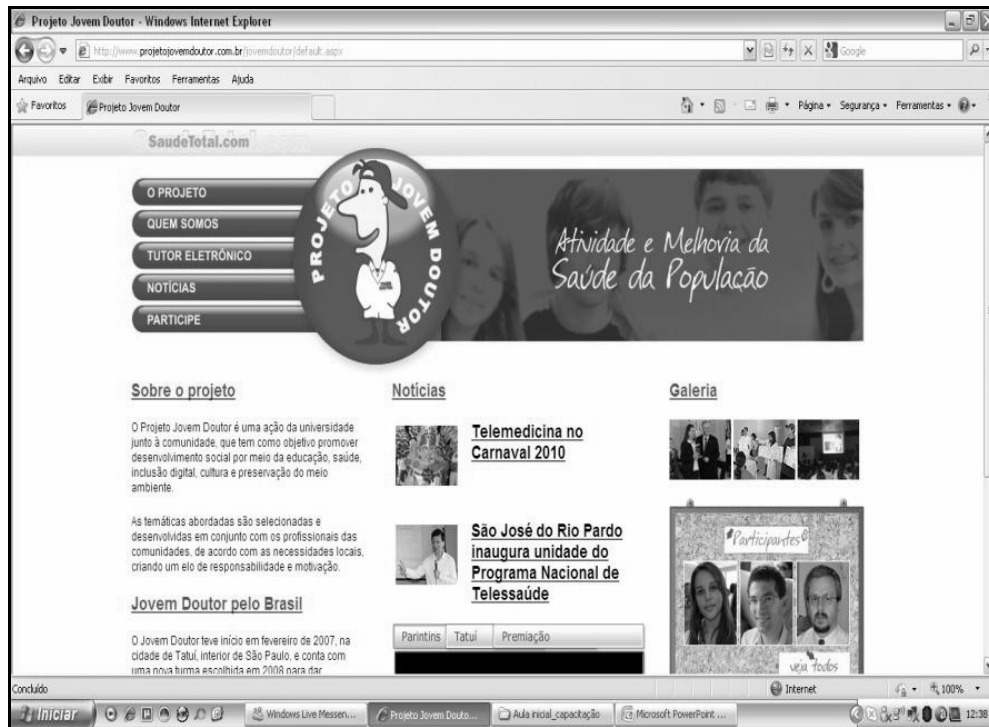 Projeto Jovem Doutor - Windows Internet Explorer
http://www.projetojovemdoutor.com.br/jovemdoutor/default.aspx
Google
Arquivo Editar Exibir Favoritos Ferramentas Ajuda
Favoritos
Projeto Jovem Doutor
Página
Segurança
Ferramentas
SaudeTotal.com
O PROJETO
QUEM SOMOS
TUTOR ELETRÔNICO
NOTÍCIAS
PARTICIPE
PROJETO JOVEM DOUTOR
Atividade e Melhoria da
Saúde da População
Sobre o projeto
O Projeto Jovem Doutor é uma ação da universidade
junto à comunidade, que tem como objetivo promover
desenvolvimento social por meio da educação, saúde,
inclusão digital, cultura e preservação do meio
ambiente.
As temáticas abordadas são selecionadas e
desenvolvidas em conjunto com os profissionais das
comunidades, de acordo com as necessidades locais,
criando um elo de responsabilidade e motivação.
Jovem Doutor pelo Brasil
O Jovem Doutor teve início em fevereiro de 2007, na
cidade de Tatuí, interior de São Paulo, e conta com
uma nova turma escolhida em 2008 para dar
Notícias
Telemedicina no
Carnaval 2010
São José do Rio Pardo
inaugura unidade do
Programa Nacional de
Telessaúde
Parintins Tatuí Premiação
Galeria
Participantes
veja todos
Concluído
Internet
100%
Iniciar
Windows Live Messen...
Projeto Jovem Douto...
Aula inicial_capacitação
Microsoft PowerPoint ...
12:38